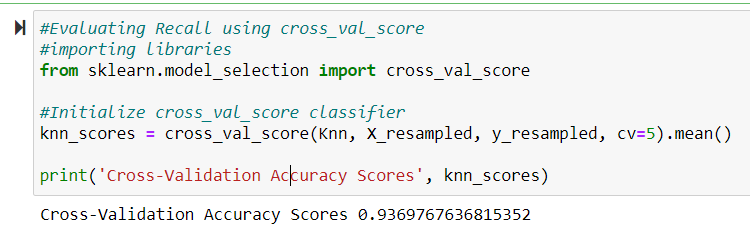 #Evaluating Recall using cross_val_score
#importing libraries
from sklearn.model_selection import cross_val_score
#Initialize cross_val_score classifier
knn_scores = cross_val_score(Knn, X_resampled, y_resampled, cv=5).mean()
print('Cross-Validation Accuracy Scores', knn_scores)
Cross-Validation Accuracy Scores 0.9369767636815352